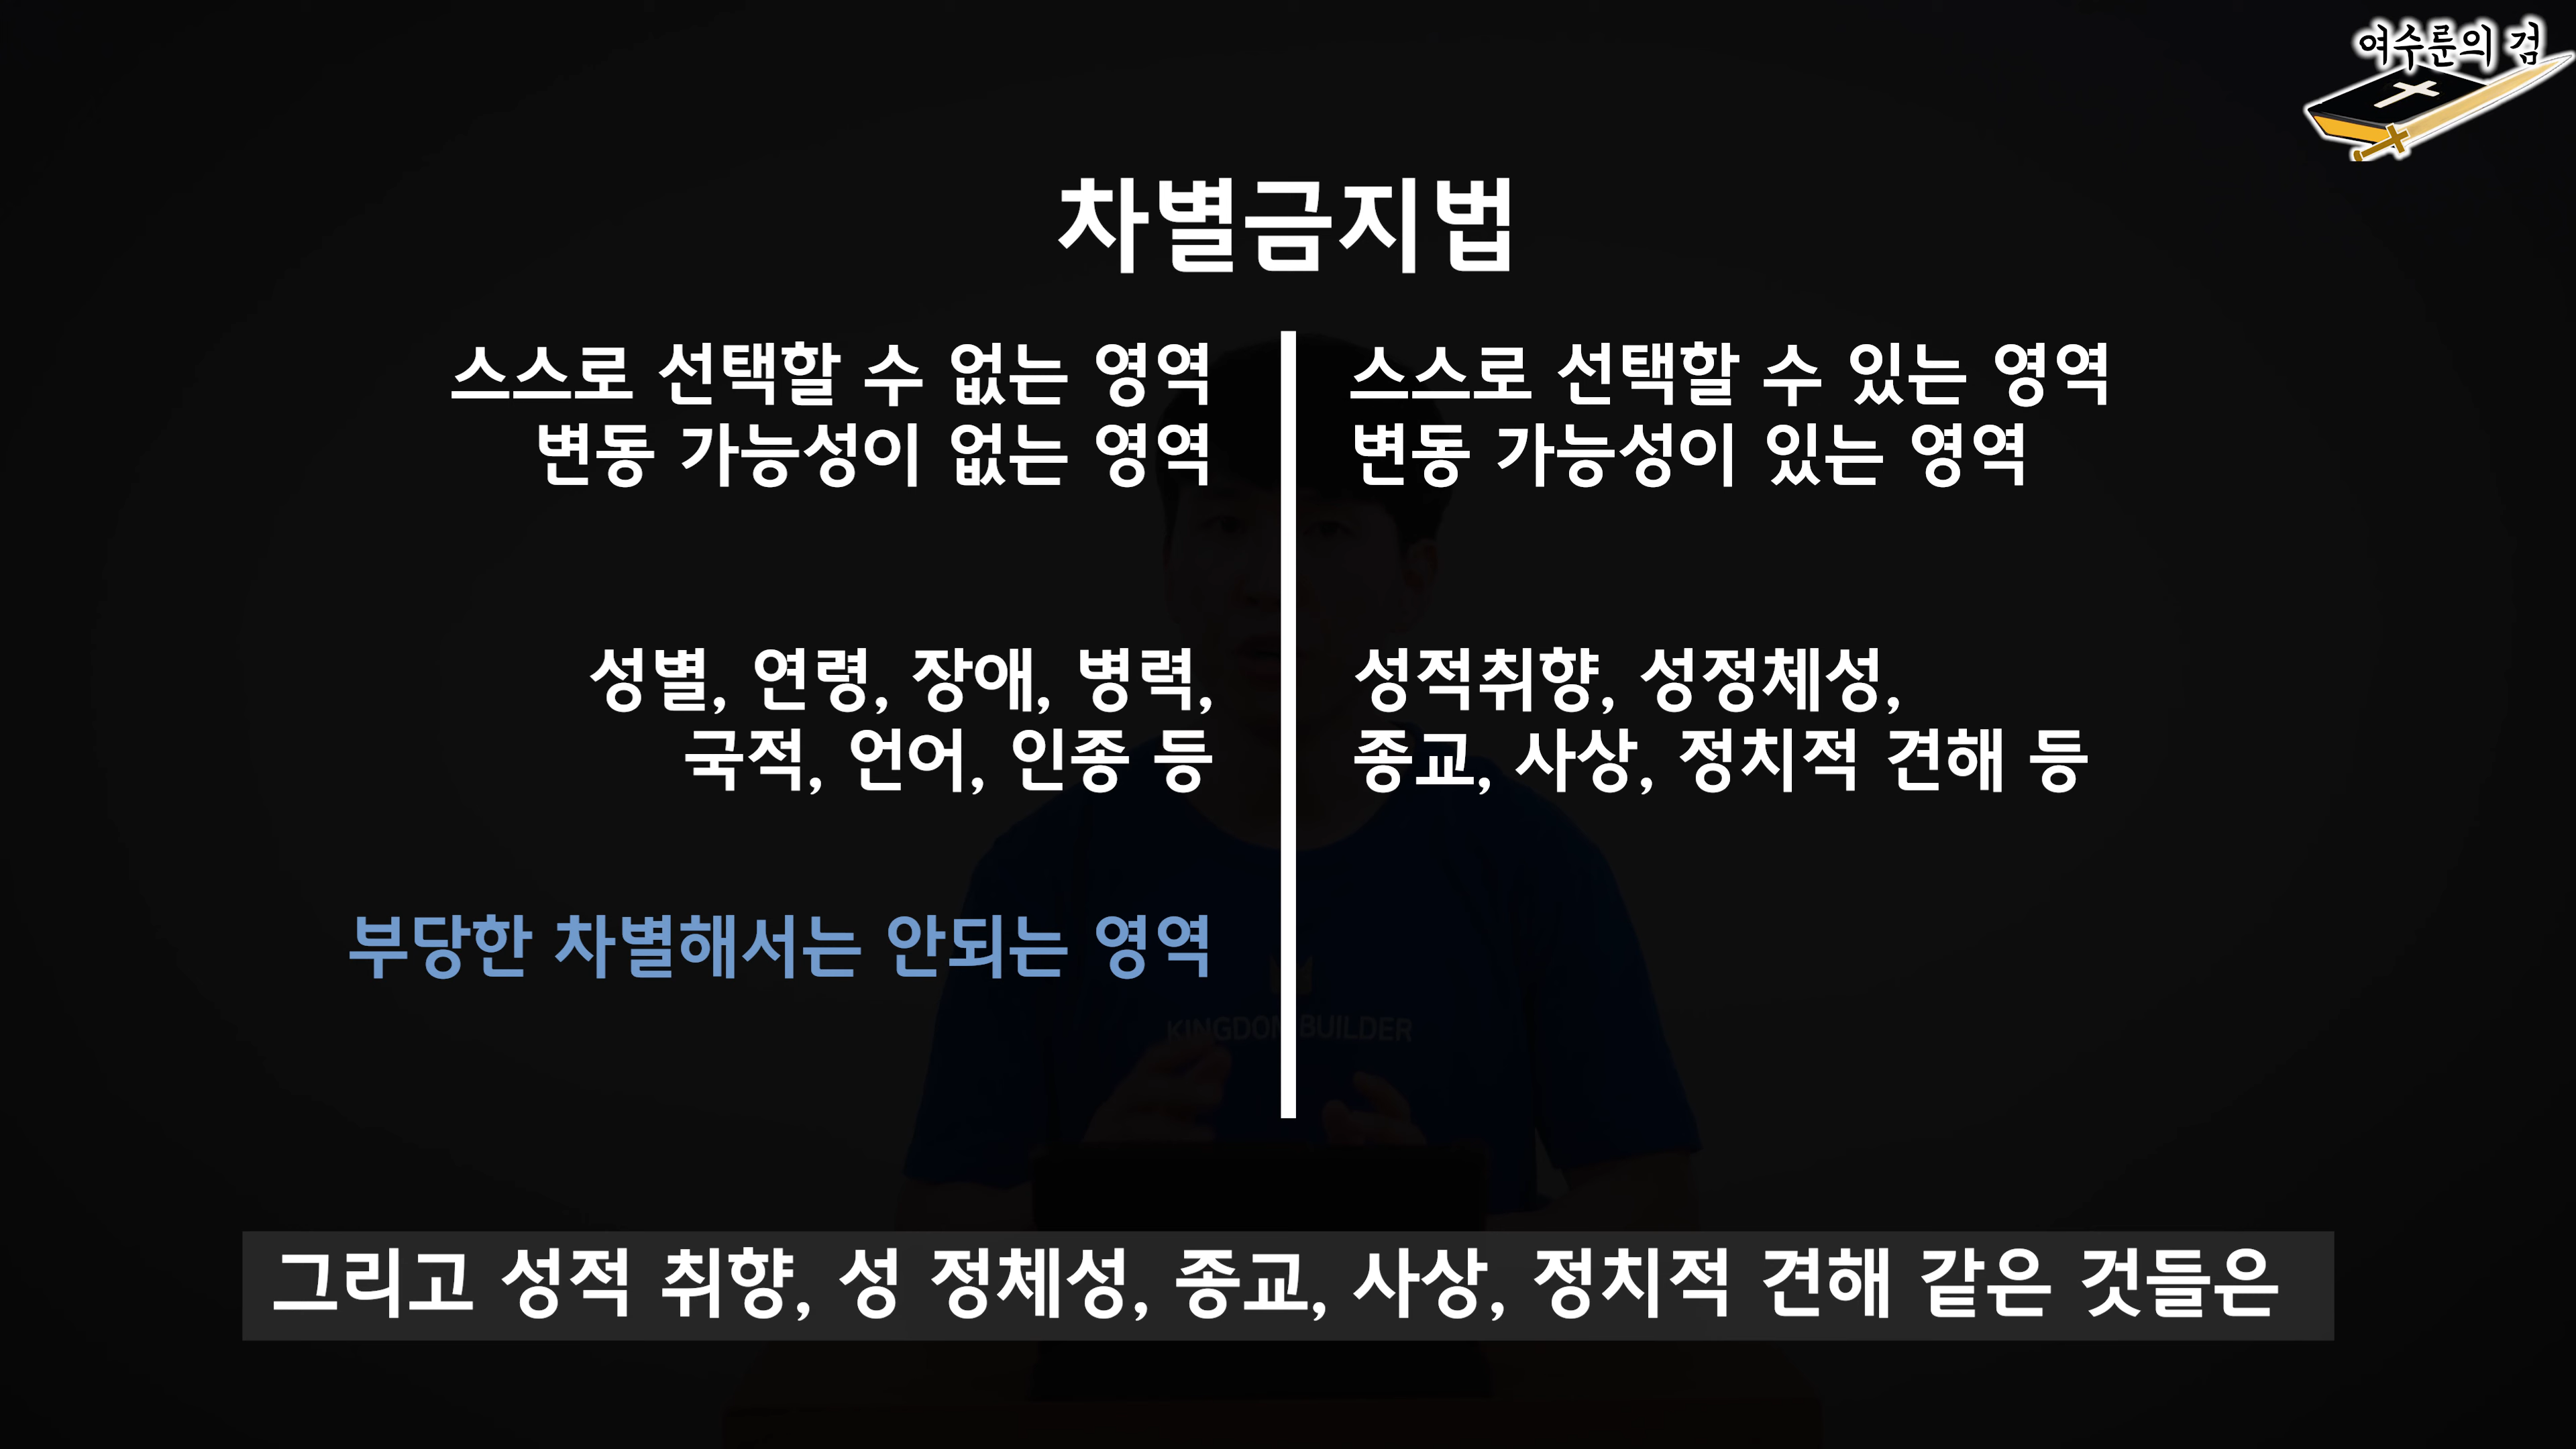 여수룬의 검
차별금지법
스스로 선택할 수 없는 영역
변동 가능성이 없는 영역
스스로 선택할 수 있는 영역
변동 가능성이 있는 영역
성별, 연령, 장애, 병력,
국적, 언어, 인종 등
성적취향, 성정체성,
종교, 사상, 정치적 견해 등
부당한 차별해서는 안되는 영역
KINGDOM BUILDER
그리고 성적 취향, 성 정체성, 종교, 사상, 정치적 견해 같은 것들은